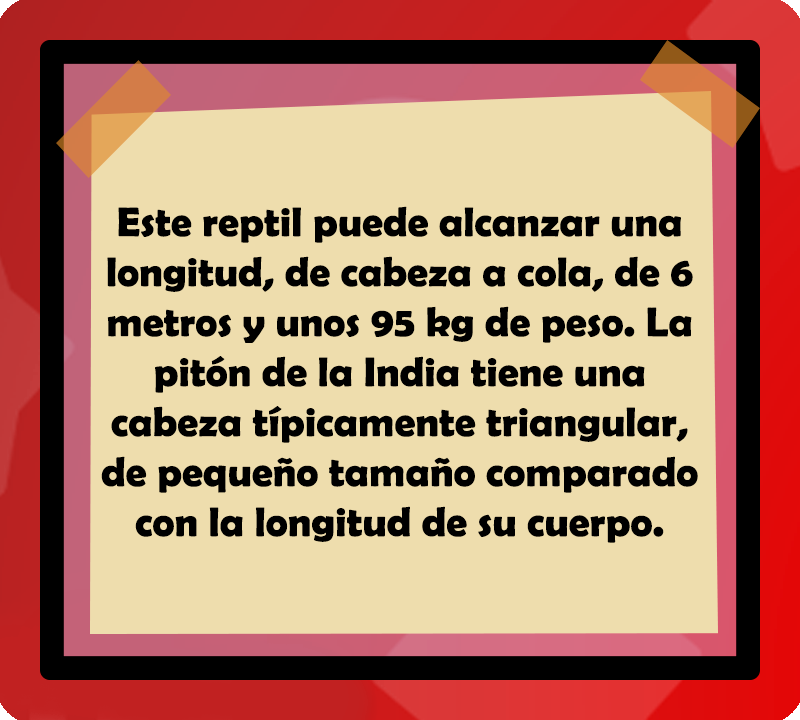 Este reptil puede alcanzar una
longitud, de cabeza a cola, de 6
metros y unos 95 kg de peso. La
pitón de la India tiene una
cabeza típicamente triangular,
de pequeño tamaño comparado
con la longitud de su cuerpo.